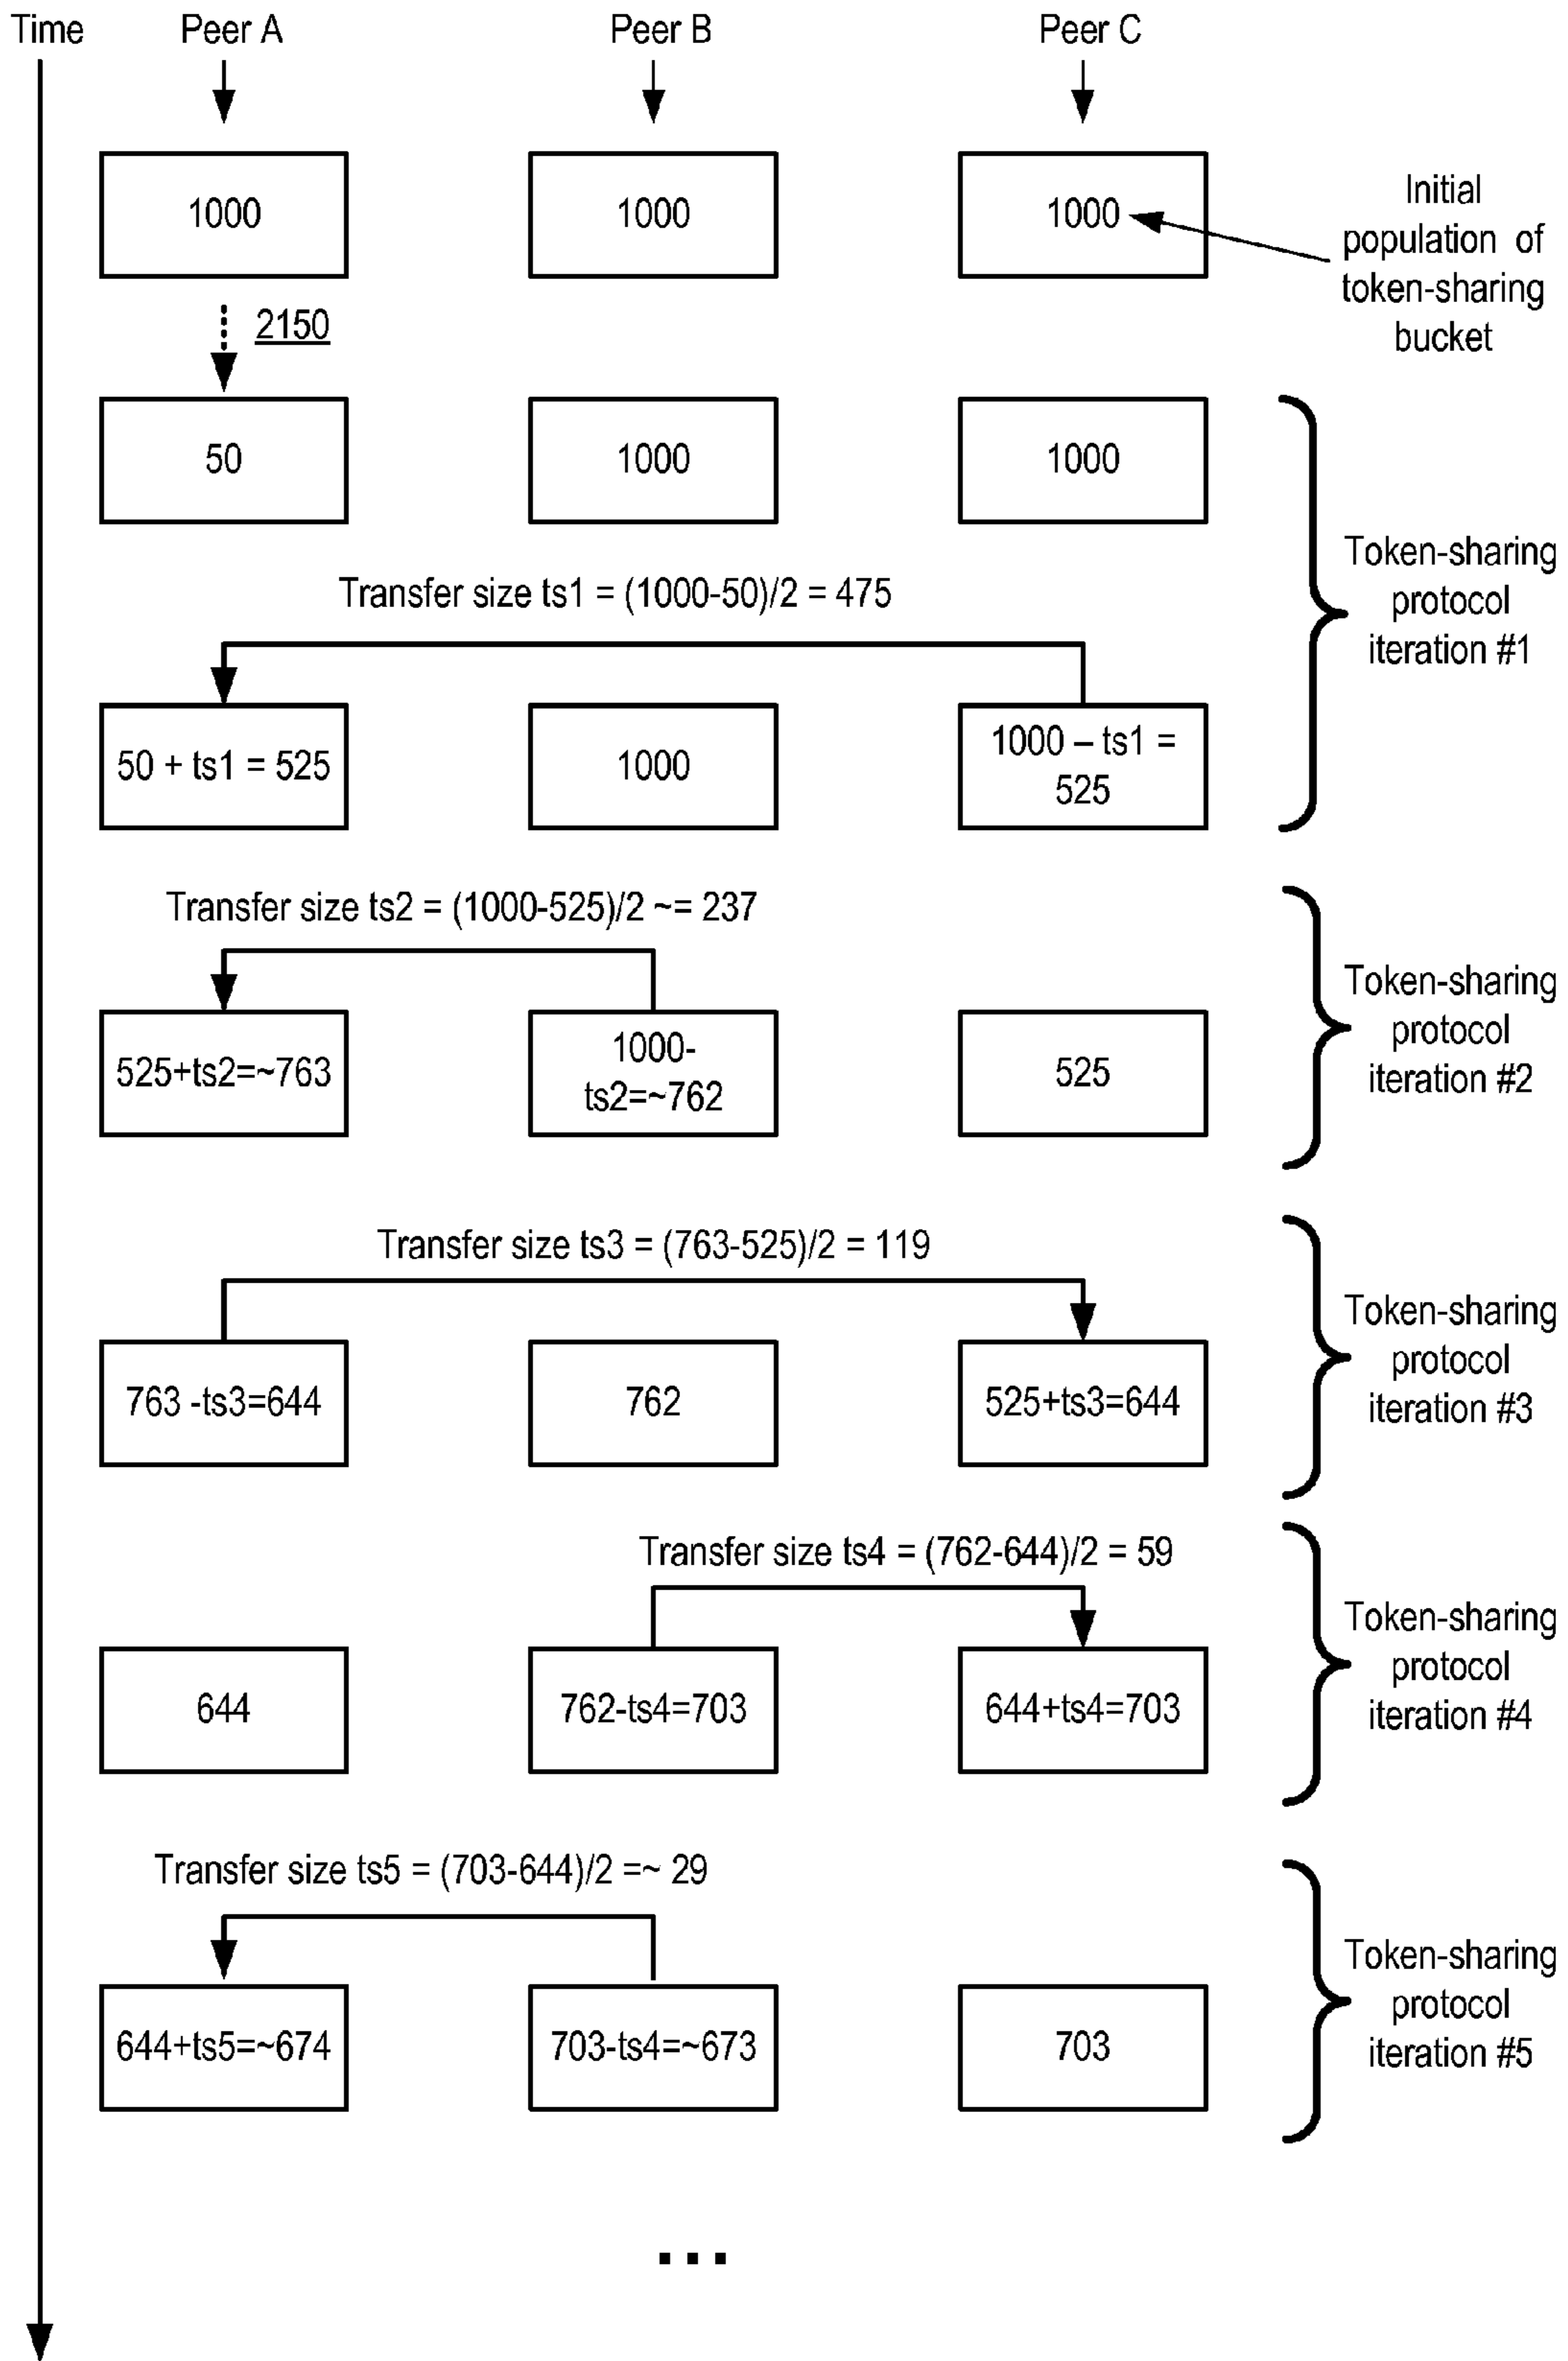 Time
Peer A
Peer B
Peer C
1000
1000
1000
Initial
population of
token-sharing
bucket
2150
50
1000
1000
Token-sharing
protocol
iteration #1
Transfer size ts1 = (1000-50)/2 = 475
50 + ts1 = 525
1000
1000 – ts1 =
525
Transfer size ts2 = (1000-525)/2 ~= 237
525+ts2=~763
1000-
ts2=~762
525
Token-sharing
protocol
iteration #2
Transfer size ts3 = (763-525)/2 = 119
763 -ts3=644
762
525+ts3=644
Token-sharing
protocol
iteration #3
Transfer size ts4 = (762-644)/2 = 59
644
762-ts4=703
644+ts4=703
Token-sharing
protocol
iteration #4
Transfer size ts5 = (703-644)/2 =~ 29
644+ts5=~674
703-ts4=~673
703
Token-sharing
protocol
iteration #5
...